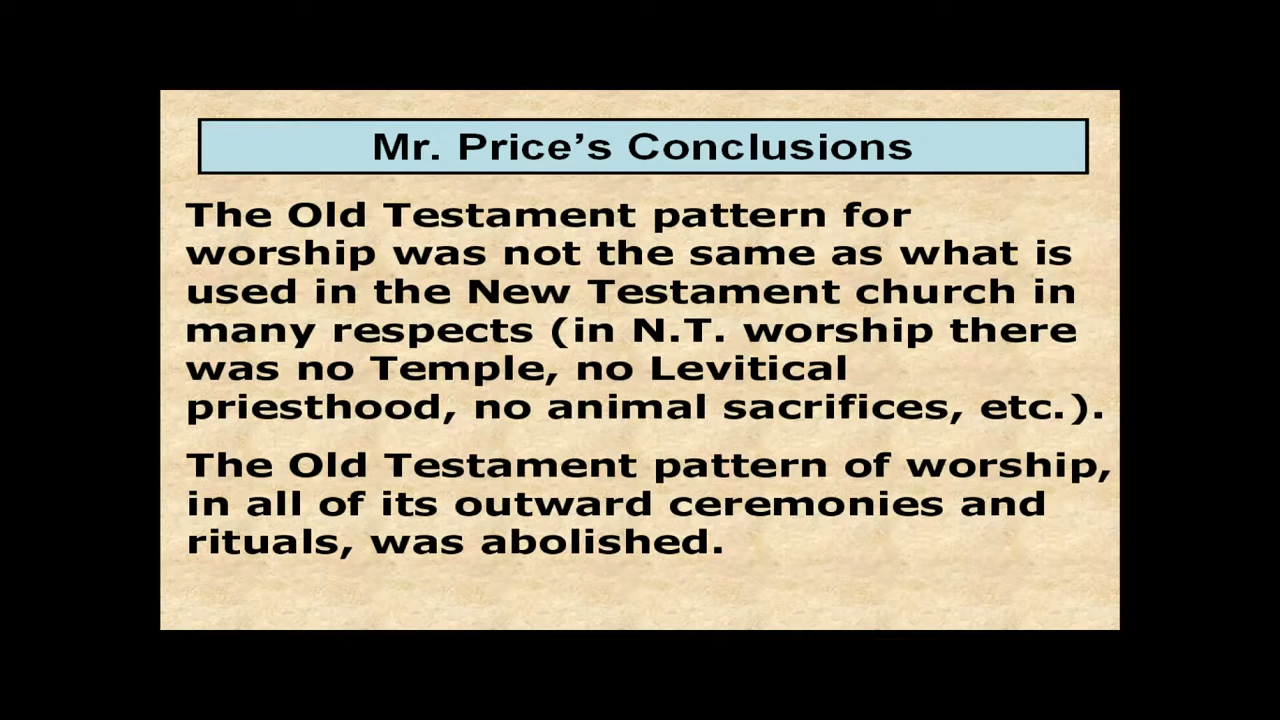 Mr. Price’s Conclusions
The Old Testament pattern for
worship was not the same as what is
used in the New Testament church in
many respects (in N.T. worship there
was no Temple, no Levitical
priesthood, no animal sacrifices, etc.).
The Old Testament pattern of worship,
in all of its outward ceremonies and
rituals, was abolished.